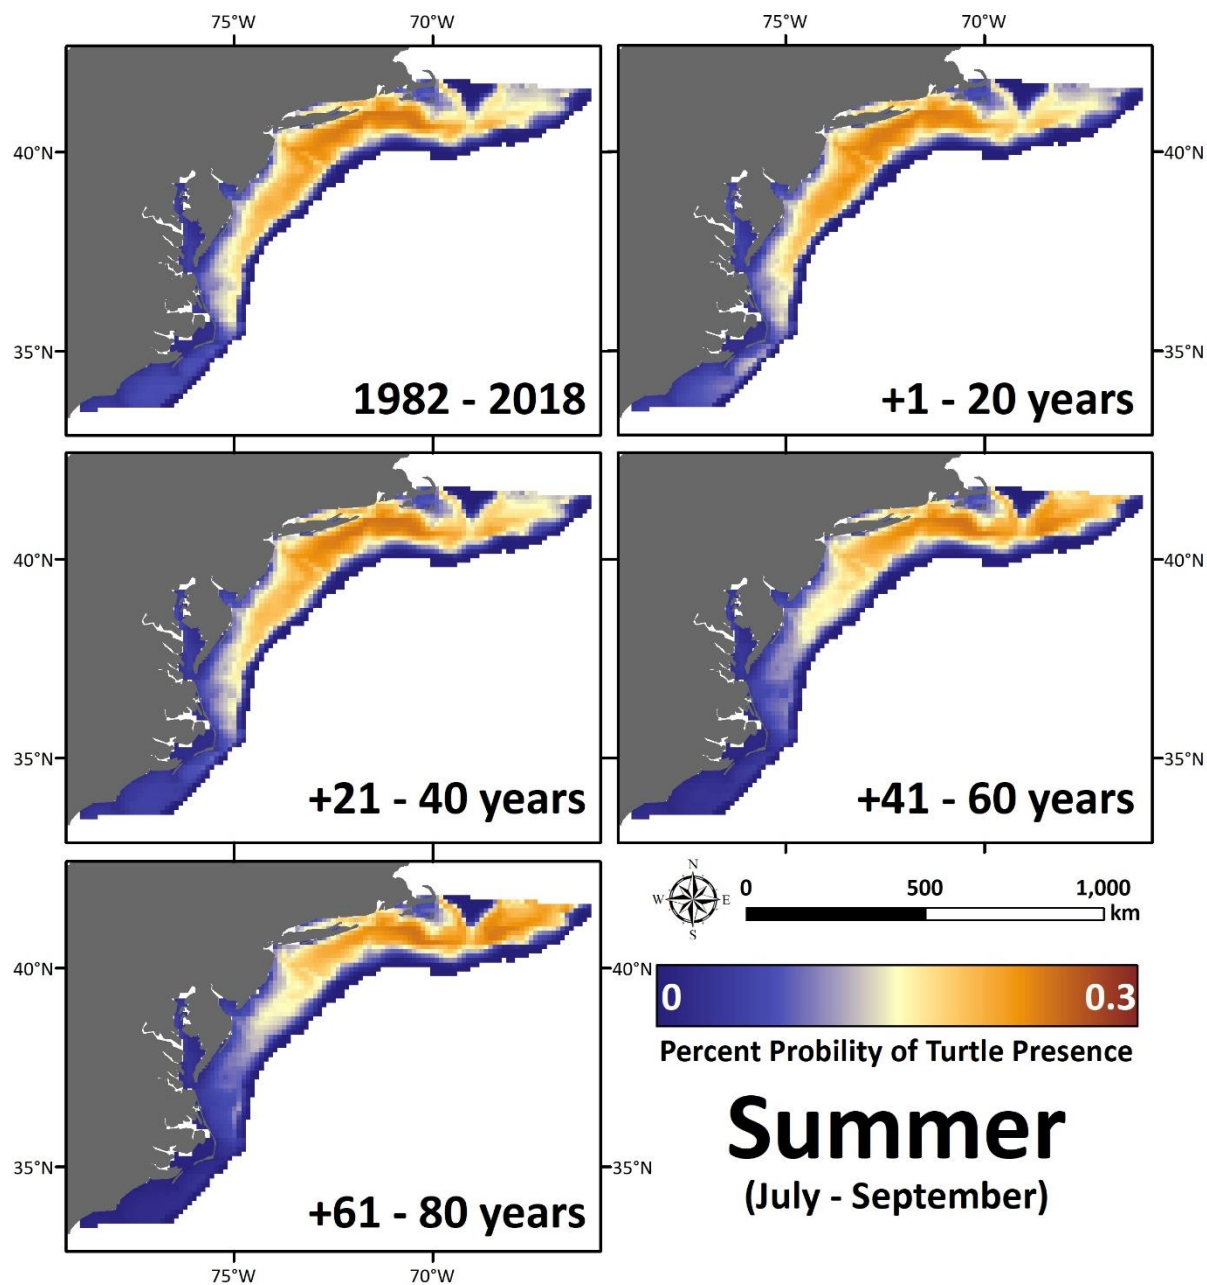 75°W 70°W 75°W 70°W
40°N 40°N
35°N 35°N
1982 - 2018 +1 - 20 years
40°N 40°N
35°N 35°N
+21 - 40 years +41 - 60 years
N
W E
S
0 500 1,000
km
40°N 40°N
0 0.3
Percent Probility of Turtle Presence
Summer
35°N 35°N
(July - September)
+61 - 80 years
75°W 70°W